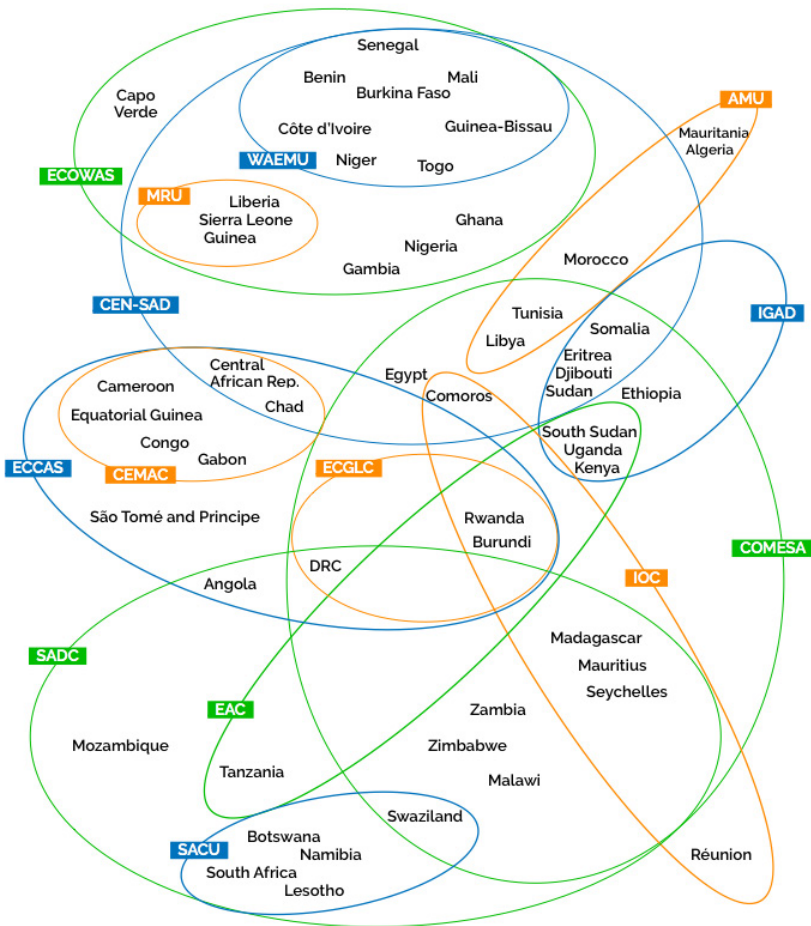 Senegal
Benin
Mali
Burkina Faso
Capo
Verde
AMU
Côte d'Ivoire
Guinea-Bissau
Mauritania
Algeria
WAEMU
Niger
Togo
ECOWAS
MRU
Liberia
Sierra Leone
Guinea
Ghana
Nigeria
Gambia
Morocco
CEN-SAD
Tunisia
IGAD
Libya
Somalia
Eritrea
Djibouti
Sudan
Ethiopia
Egypt
Comoros
Central
African Rep.
Cameroon
Chad
Equatorial Guinea
Congo
Gabon
South Sudan
Uganda
Kenya
ECCAS
CEMAC
ECGLC
São Tomé and Principe
Rwanda
Burundi
COMESA
DRC
IOC
Angola
Madagascar
Mauritius
Seychelles
SADC
EAC
Zambia
Mozambique
Zimbabwe
Tanzania
Malawi
Swaziland
SACU
Botswana
Namibia
South Africa
Lesotho
Réunion